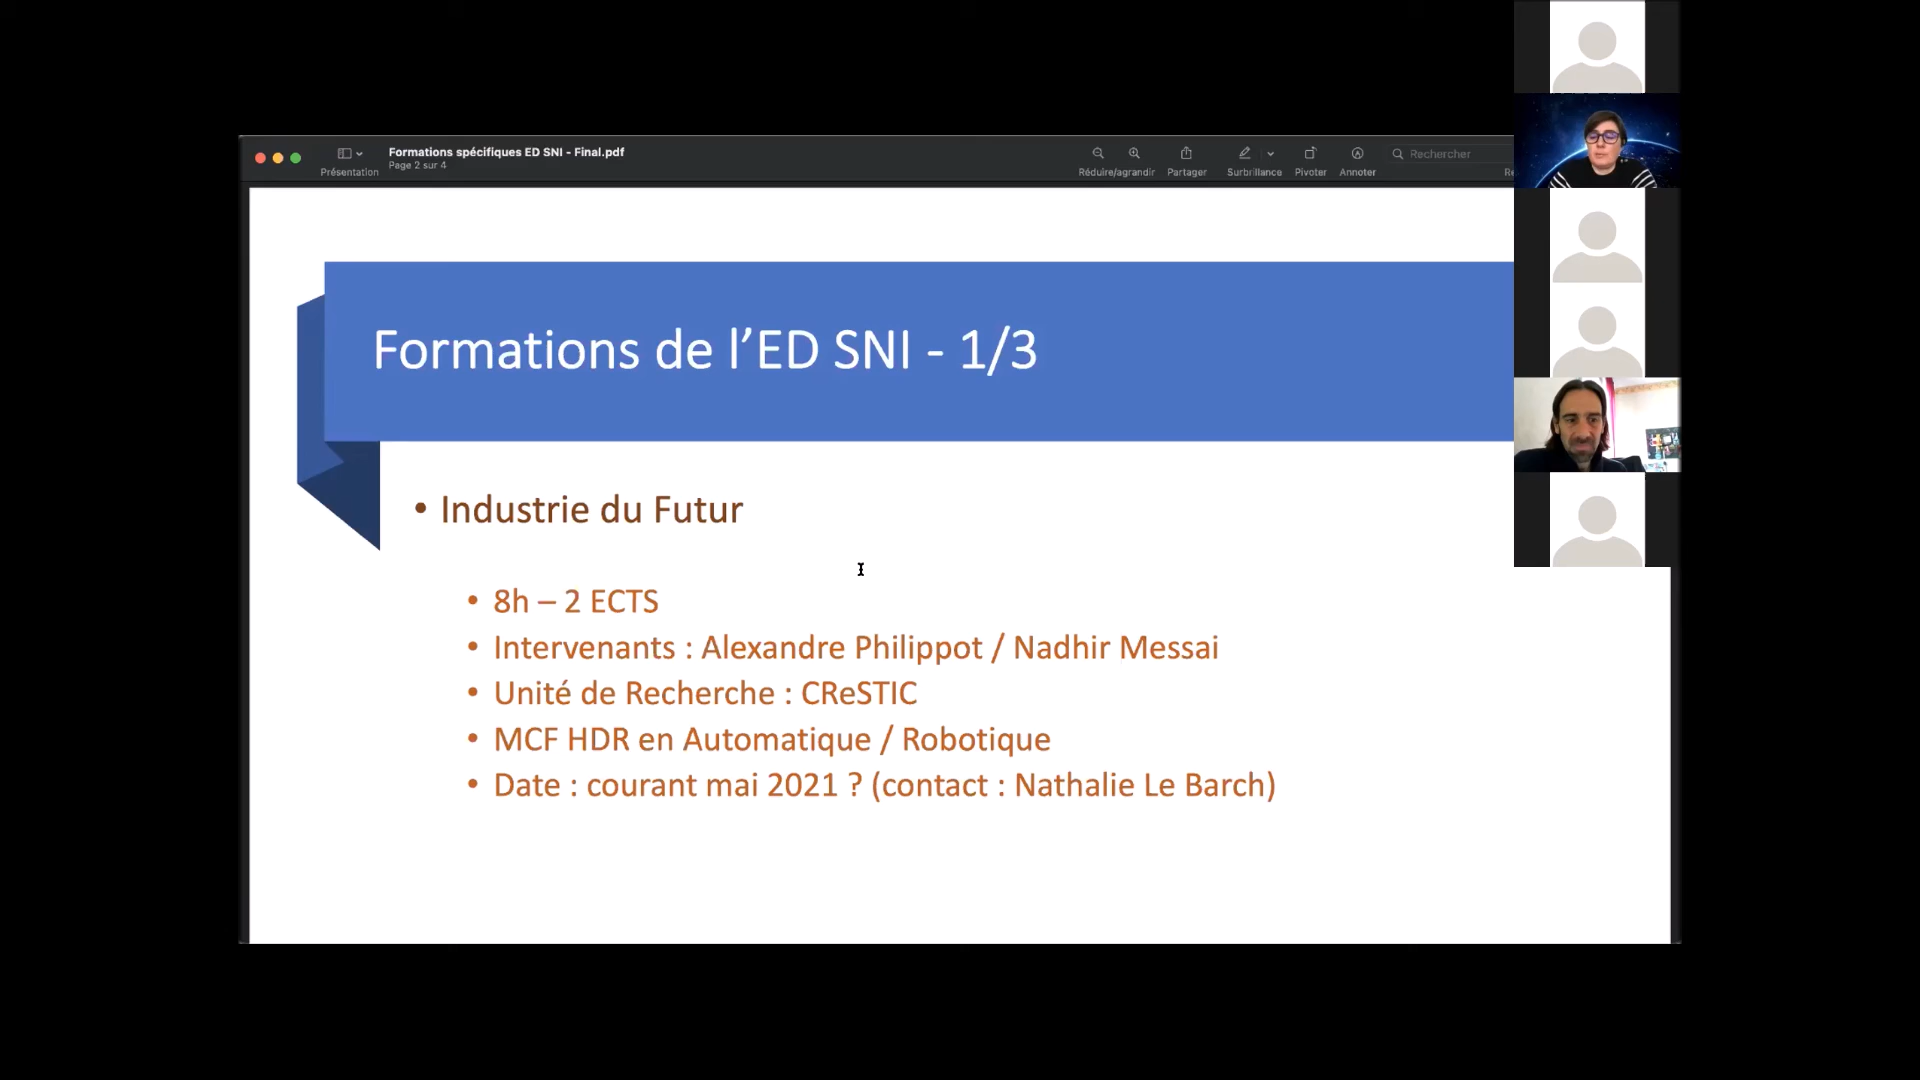 Formations spécifiques ED SNI - Final.pdf
Page 2 sur 4
Présentation
Réduire/agrandir
Partager
Surbrillance
Pivoter
Annoter
Rechercher
Formations de l’ED SNI - 1/3
• Industrie du Futur
• 8h – 2 ECTS
• Intervenants : Alexandre Philippot / Nadhir Messai
• Unité de Recherche : CReSTIC
• MCF HDR en Automatique / Robotique
• Date : courant mai 2021 ? (contact : Nathalie Le Barch)